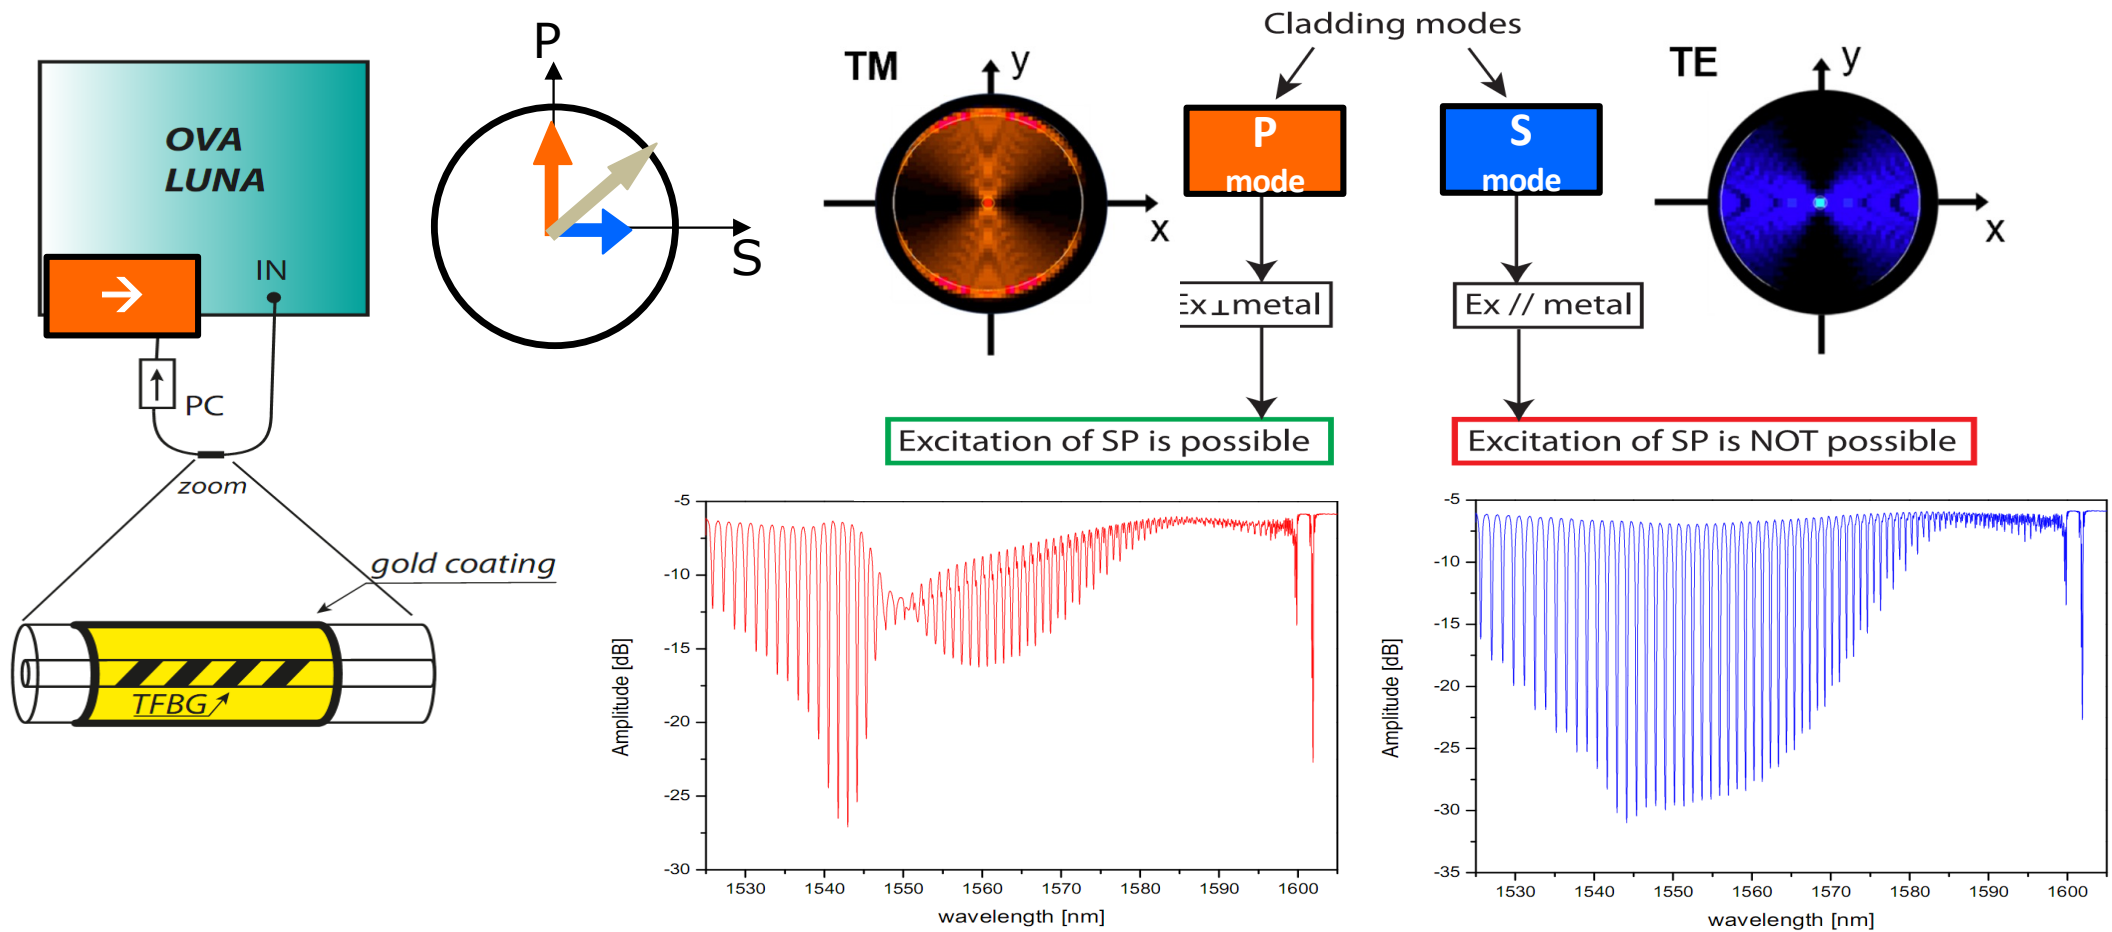 OVA
LUNA
IN
PC
zoom
gold coating
TFBG
P
S
Cladding modes
TM
y
x
P
mode
S
mode
TE
y
x
Ex⊥metal
Ex // metal
Excitation of SP is possible
Excitation of SP is NOT possible
-5
-10
-15
-20
-25
-30
Amplitude [dB]
1530 1540 1550 1560 1570 1580 1590 1600
wavelength [nm]
-5
-10
-15
-20
-25
-30
-35
Amplitude [dB]
1530 1540 1550 1560 1570 1580 1590 1600
wavelength [nm]